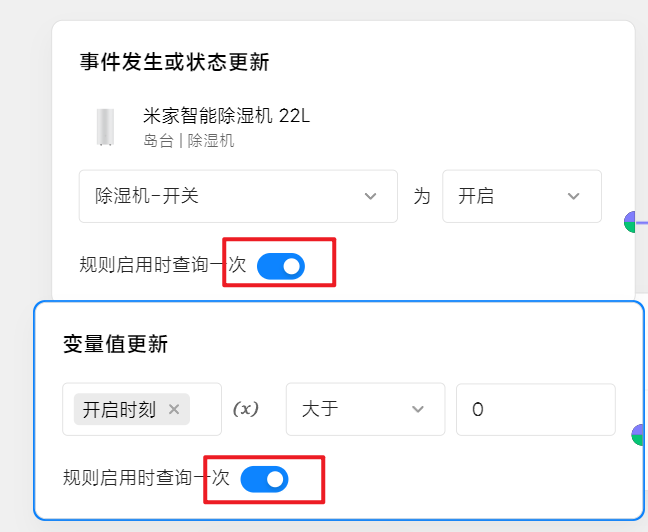 事件发生或状态更新
米家智能除湿机 22L
岛台 | 除湿机
除湿机-开关 为 开启
规则启用时查询一次
变量值更新
开启时刻 × (x) 大于 0
规则启用时查询一次